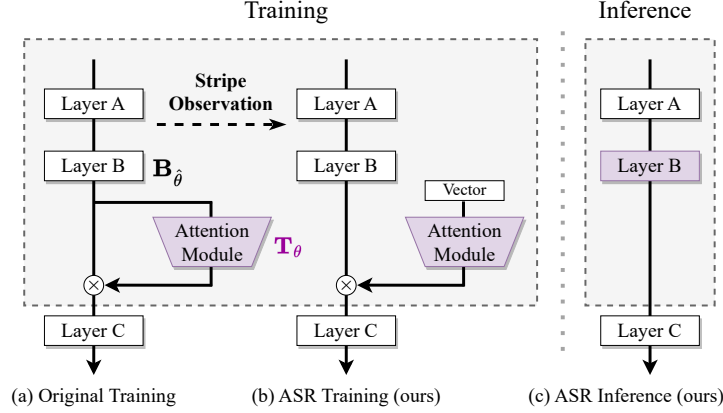 Training
Inference
Stripe
Observation
Layer A
Layer A
Layer A
Layer B
𝐁_θ̂
Layer B
Layer B
Vector
Attention
Module
𝐓_θ
Attention
Module
×
×
Layer C
Layer C
Layer C
(a) Original Training
(b) ASR Training (ours)
(c) ASR Inference (ours)